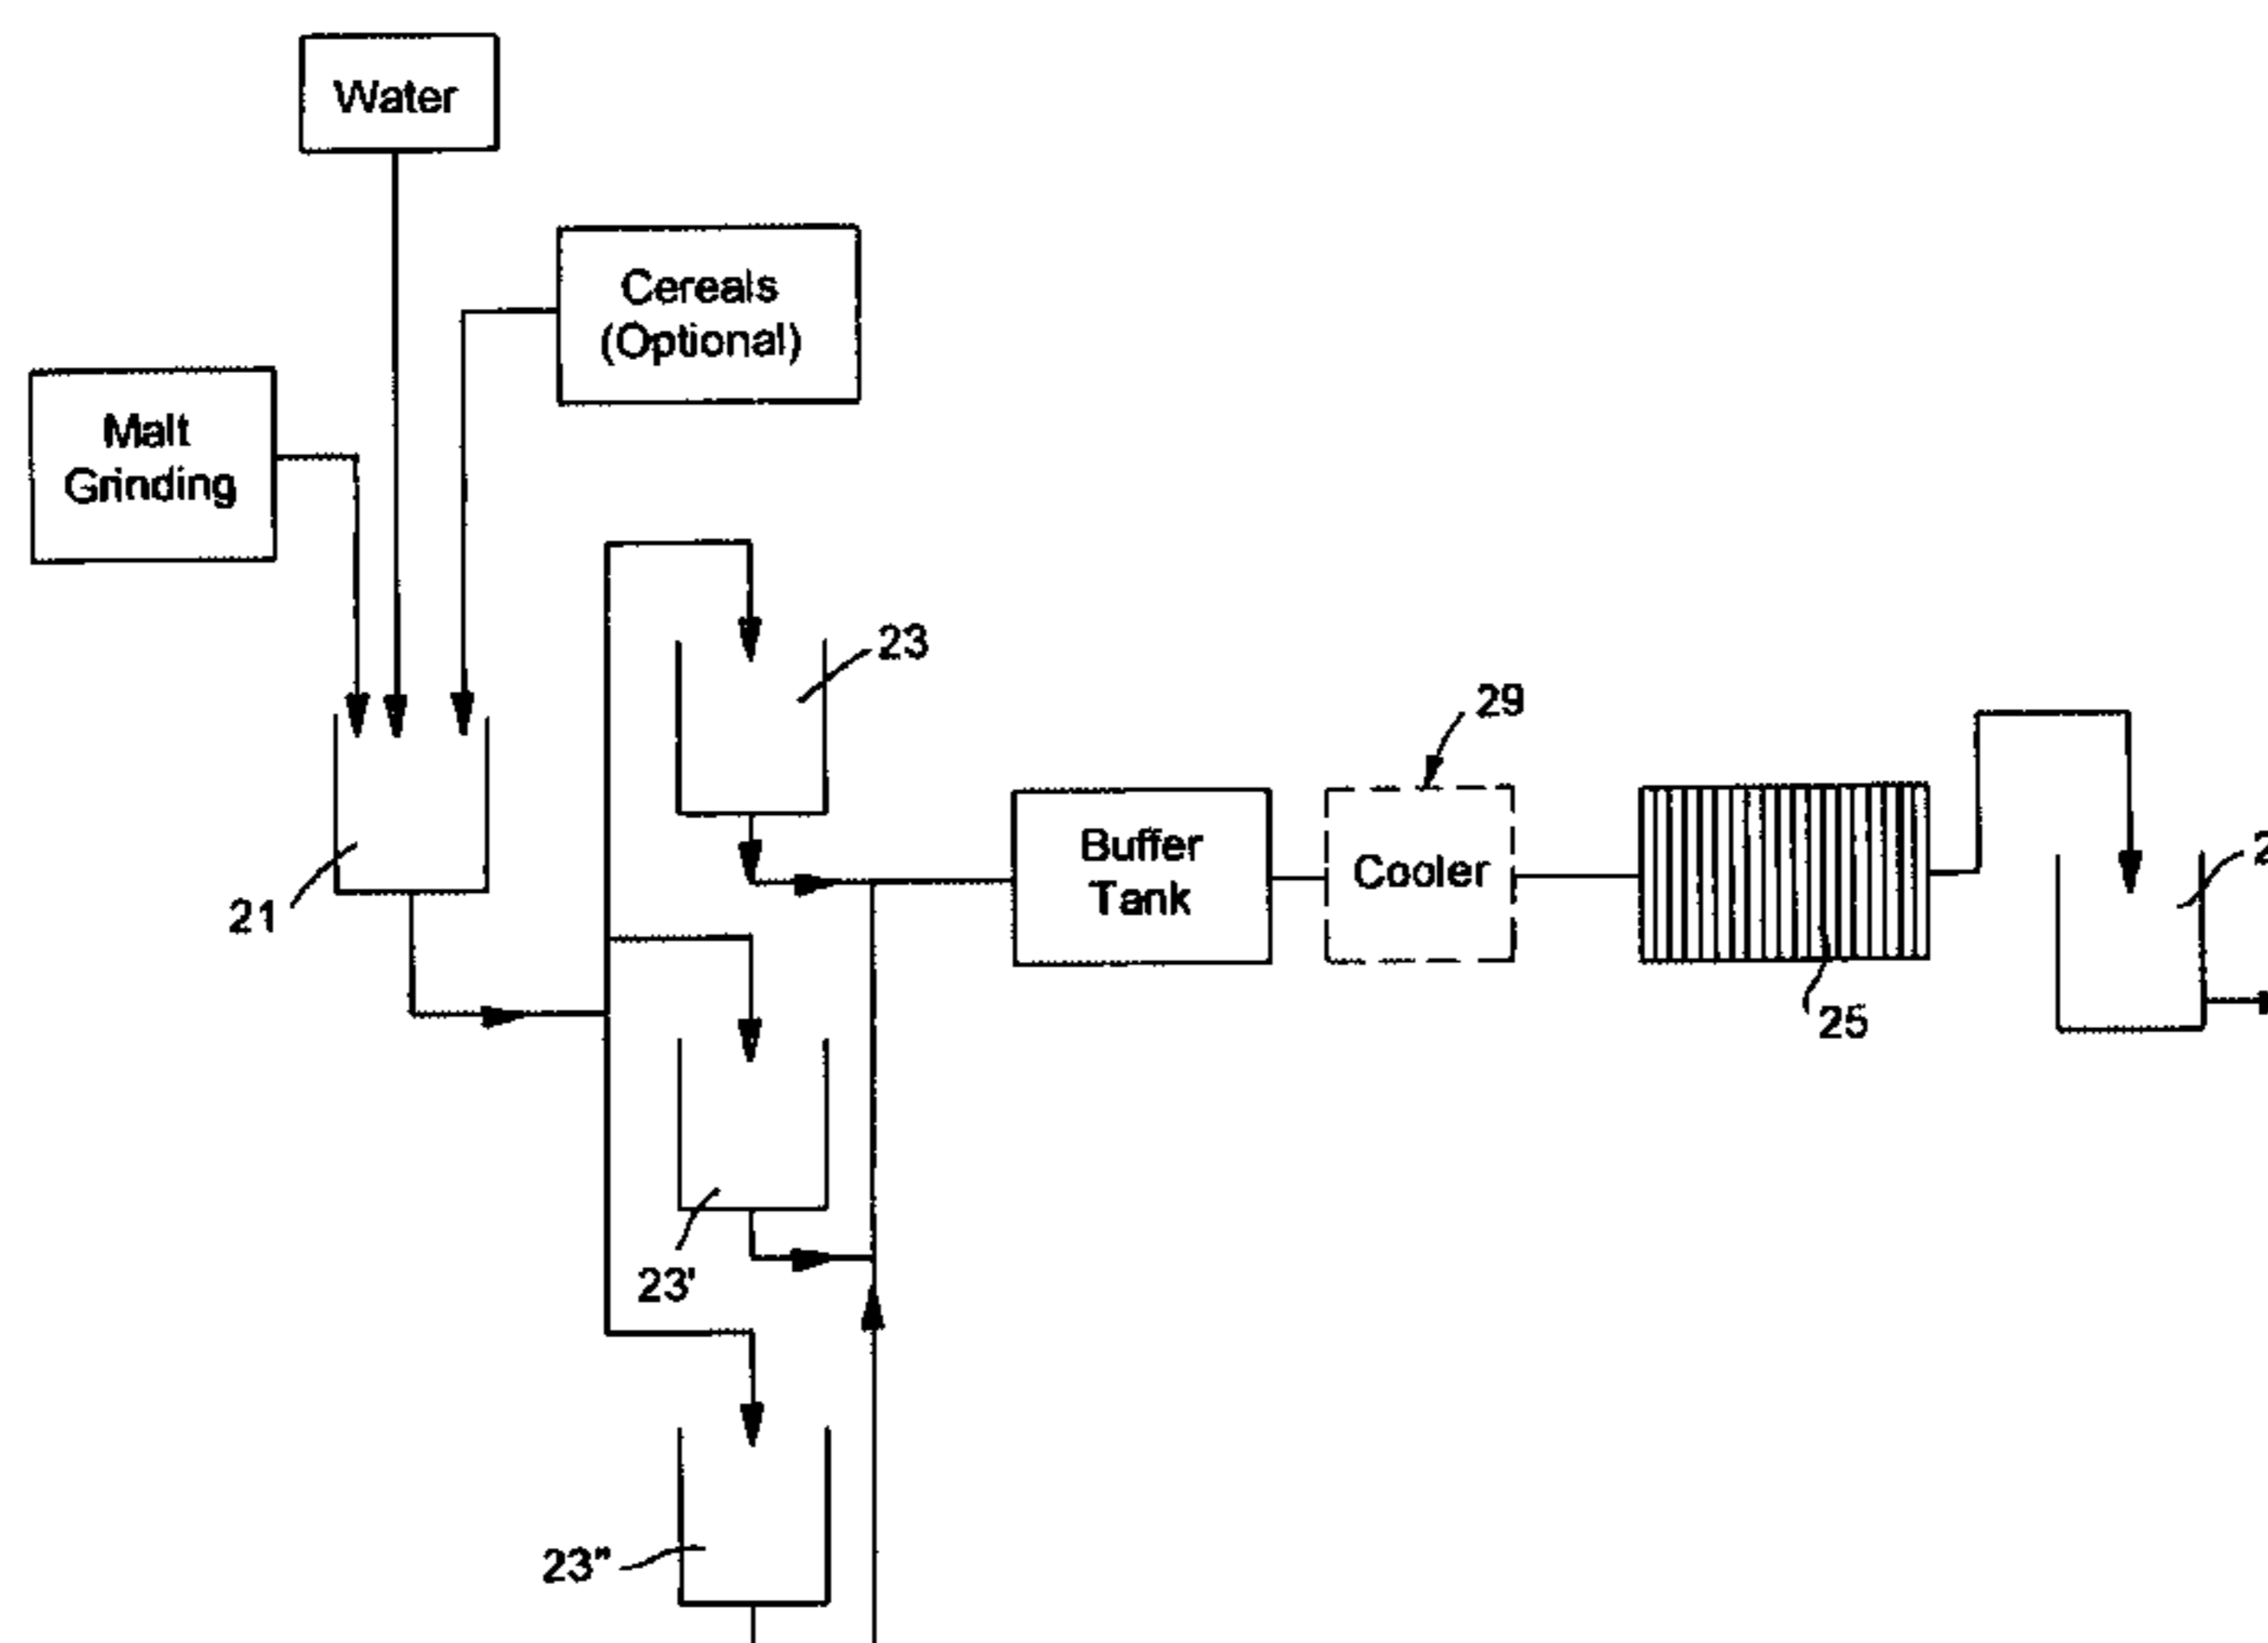 Water
Cereals
(Optional)
Malt
Grinding
23
29
Buffer
Tank
Cooler
21
25
23'
23"